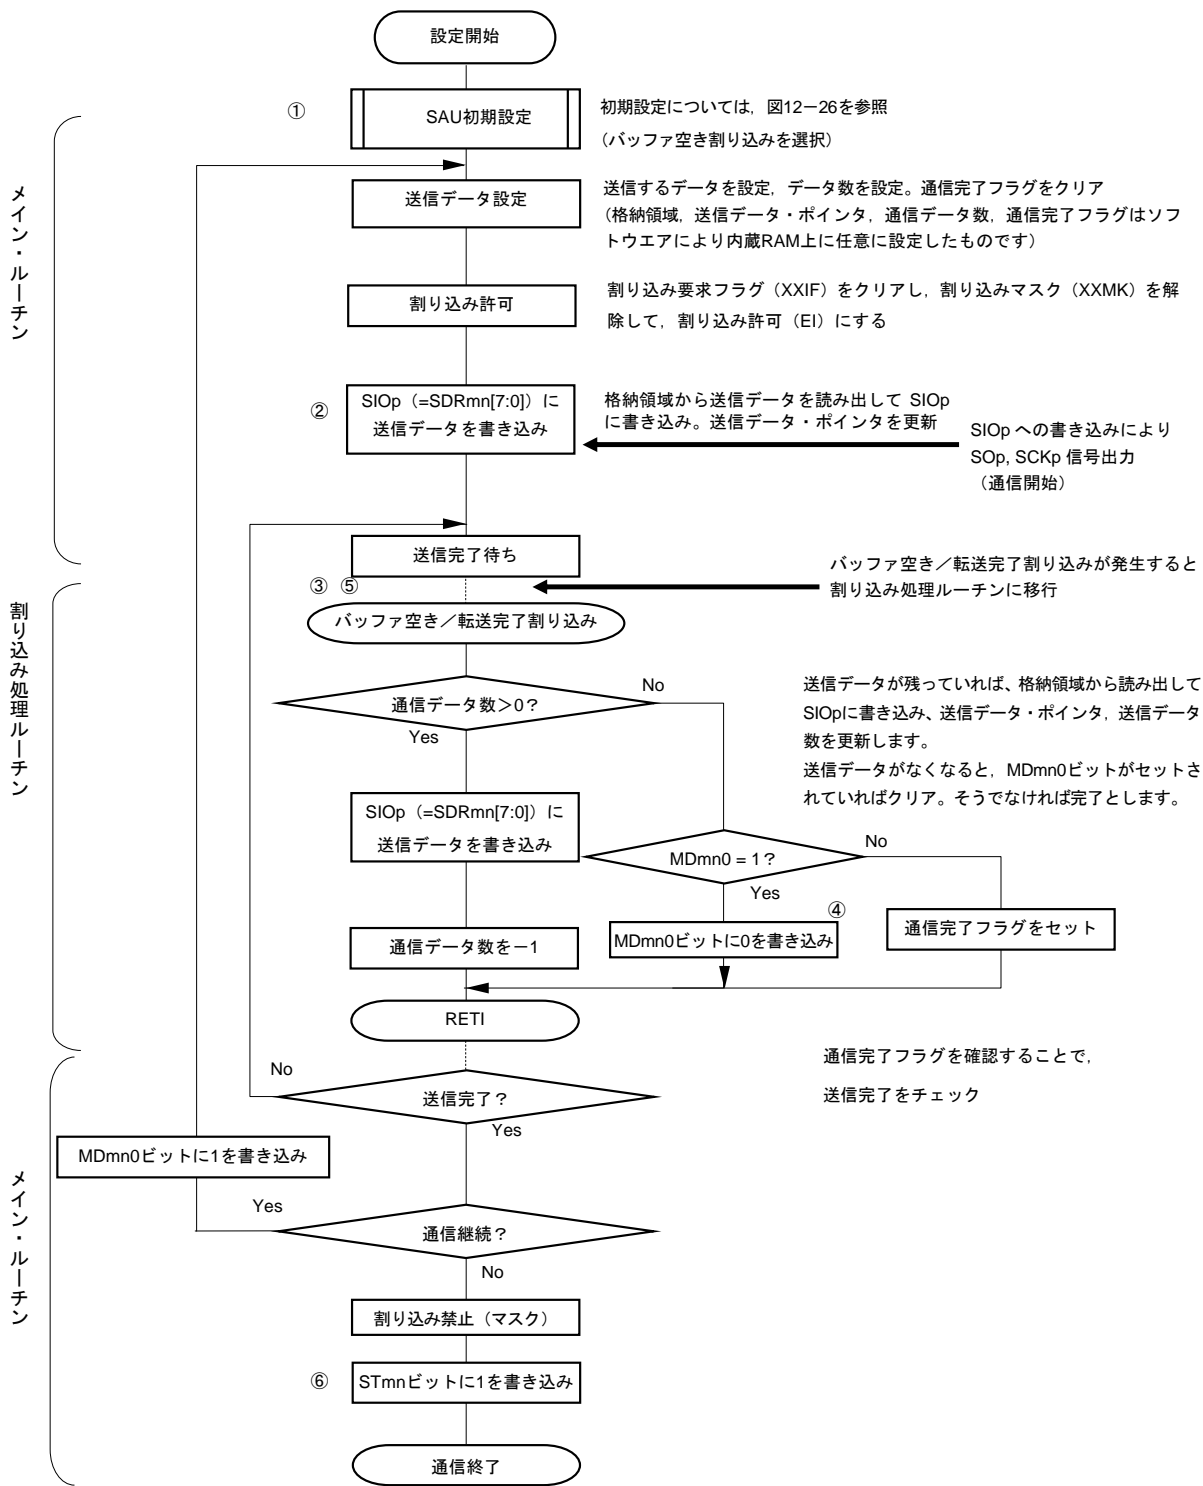 設定開始
①
SAU初期設定
初期設定については，図12－26を参照
（バッファ空き割り込みを選択）
メイン・ルーチン
送信データ設定
送信するデータを設定，データ数を設定。通信完了フラグをクリア
（格納領域，送信データ・ポインタ，通信データ数，通信完了フラグはソフ
トウエアにより内蔵RAM上に任意に設定したものです）
割り込み許可
割り込み要求フラグ（XXIF）をクリアし，割り込みマスク（XXMK）を解
除して，割り込み許可（EI）にする
②
SIOp（=SDRmn[7:0]）に
送信データを書き込み
格納領域から送信データを読み出して SIOp
に書き込み。送信データ・ポインタを更新
SIOp への書き込みにより
SOp, SCKp 信号出力
（通信開始）
送信完了待ち
③ ⑤
バッファ空き／転送完了割り込みが発生すると
割り込み処理ルーチンに移行
割り込み処理ルーチン
バッファ空き／転送完了割り込み
通信データ数＞0？
No
Yes
送信データが残っていれば、格納領域から読み出して
SIOpに書き込み、送信データ・ポインタ，送信データ
数を更新します。
送信データがなくなると，MDmn0ビットがセットさ
れていればクリア。そうでなければ完了とします。
SIOp（=SDRmn[7:0]）に
送信データを書き込み
MDmn0 = 1？
No
Yes
④
通信データ数を－1
MDmn0ビットに0を書き込み
通信完了フラグをセット
RETI
通信完了フラグを確認することで，
送信完了をチェック
No
送信完了？
Yes
メイン・ルーチン
MDmn0ビットに1を書き込み
Yes
通信継続？
No
割り込み禁止（マスク）
⑥
STmnビットに1を書き込み
通信終了